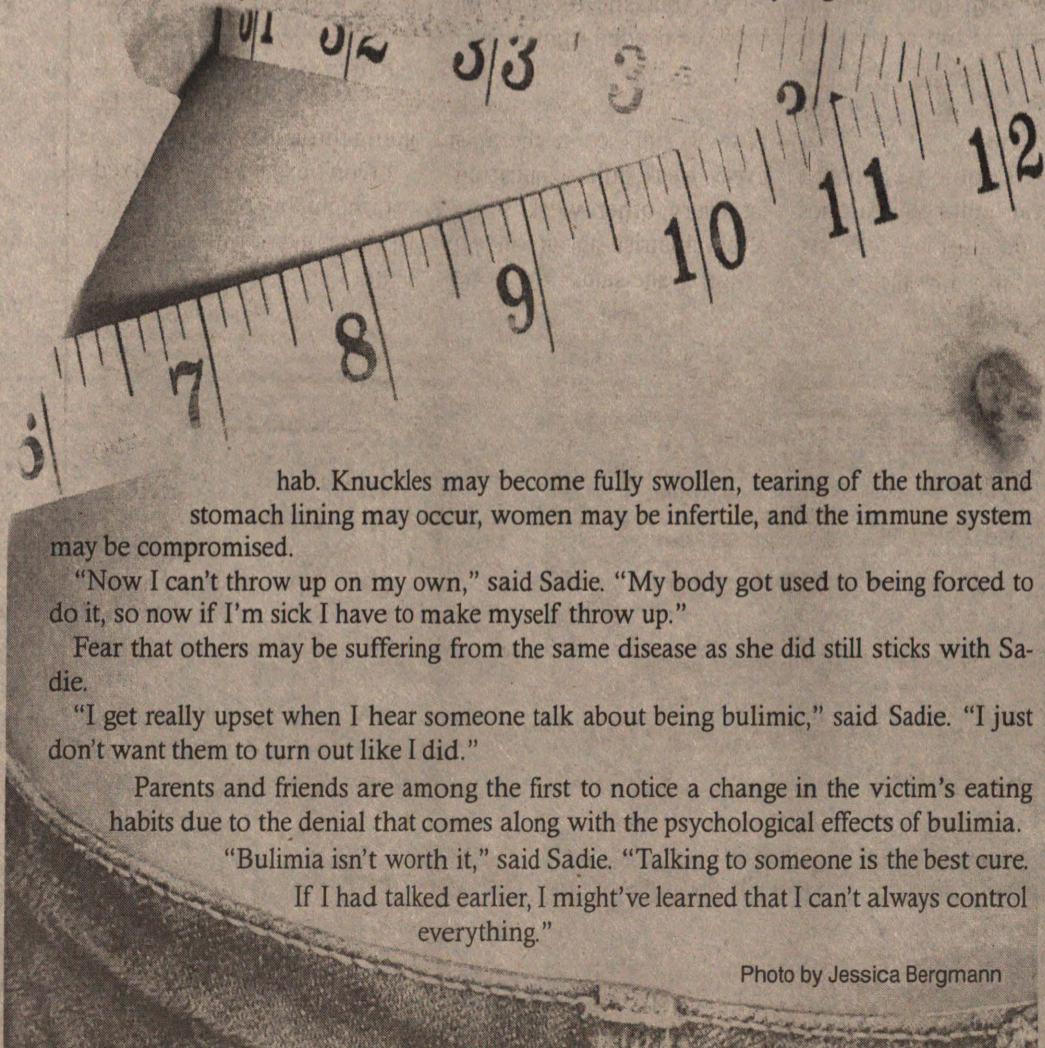 0/1 3/3 3
12
11
10
9
8
7
hab. Knuckles may become fully swollen, tearing of the throat and
stomach lining may occur, women may be infertile, and the immune system
may be compromised.
“Now I can't throw up on my own,” said Sadie. “My body got used to being forced to
do it, so now if I'm sick I have to make myself throw up.”
Fear that others may be suffering from the same disease as she did still sticks with Sa-
die.
“I get really upset when I hear someone talk about being bulimic,” said Sadie. “I just
don't want them to turn out like I did.”
Parents and friends are among the first to notice a change in the victim's eating
habits due to the denial that comes along with the psychological effects of bulimia.
“Bulimia isn't worth it,” said Sadie. “Talking to someone is the best cure.
If I had talked earlier, I might've learned that I can't always control
everything.”
Photo by Jessica Bergmann